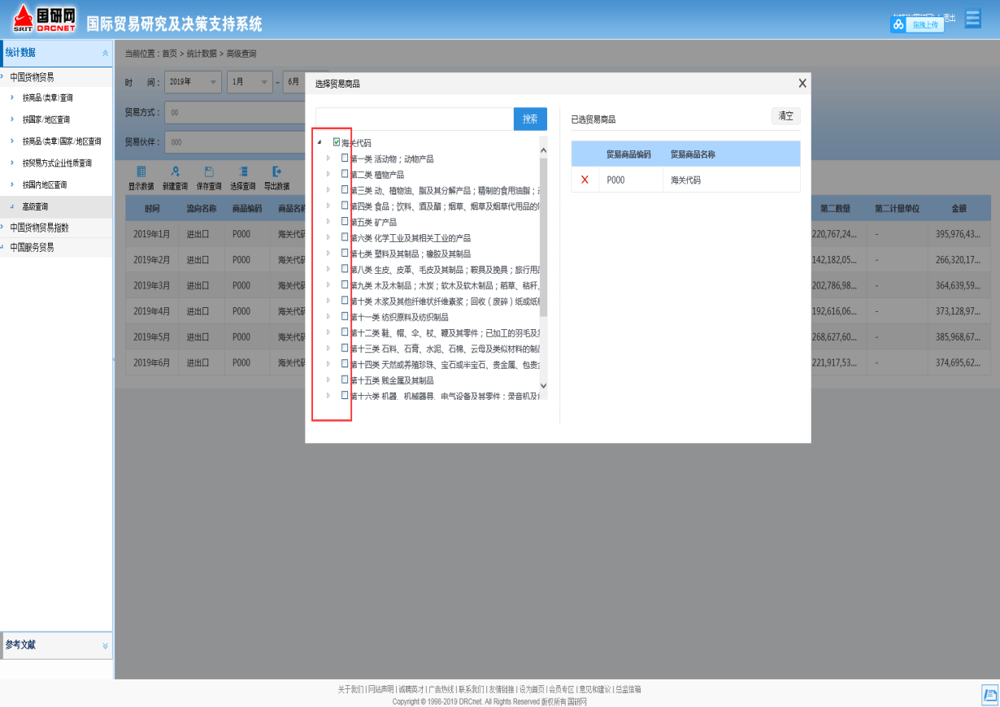 国研网
SRIT DRCNET
国际贸易研究及决策支持系统
拖拽上传
退出
统计数据
中国货物贸易
按商品(类章)查询
按国家/地区查询
按商品(类章)国家/地区查询
按贸易方式企业性质查询
按国内地区查询
高级查询
中国货物贸易指数
中国服务贸易
参考文献
当前位置：首页 > 统计数据 > 高级查询
时 间： 2019年 1月 - 6月
贸易方式： 00
贸易伙伴： 000
显示数据 新建查询 保存查询 选择查询 导出数据
时间 流向名称 商品编码 商品名称 第二数量 第二计量单位 金额
2019年1月 进出口 P000 海关代码 220,767,24... - 395,976,43...
2019年2月 进出口 P000 海关代码 142,182,05... - 266,320,17...
2019年3月 进出口 P000 海关代码 202,786,98... - 364,639,59...
2019年4月 进出口 P000 海关代码 192,616,06... - 373,128,97...
2019年5月 进出口 P000 海关代码 268,627,60... - 385,968,67...
2019年6月 进出口 P000 海关代码 221,917,53... - 374,695,62...
选择贸易商品 X
搜索
海关代码
第一类 活动物；动物产品
第二类 植物产品
第三类 动、植物油、脂及其分解产品；精制的食用油脂；
第四类 食品；饮料、酒及醋；烟草、烟草及烟草代用品的
第五类 矿产品
第六类 化学工业及其相关工业的产品
第七类 塑料及其制品；橡胶及其制品
第八类 生皮、皮革、毛皮及其制品；鞍具及挽具；旅行用
第九类 木及木制品；木炭；软木及软木制品；稻草、秸秆、
第十类 木浆及其他纤维状纤维素浆；回收（废碎）纸或纸
第十一类 纺织原料及纺织制品
第十二类 鞋、帽、伞、杖、鞭及其零件；已加工的羽毛及
第十三类 石料、石膏、水泥、石棉、云母及类似材料的制
第十四类 天然或养殖珍珠、宝石或半宝石、贵金属、包贵
第十五类 贱金属及其制品
第十六类 机器、机械器具、电气设备及其零件；录音机及
已选贸易商品 清空
贸易商品编码 贸易商品名称
X P000 海关代码
关于我们 | 网站声明 | 诚聘英才 | 广告热线 | 联系我们 | 友情链接 | 设为首页 | 会员专区 | 意见和建议 | 总监信箱
Copyright © 1998-2019 DRCnet. All Rights Reserved 版权所有 国研网